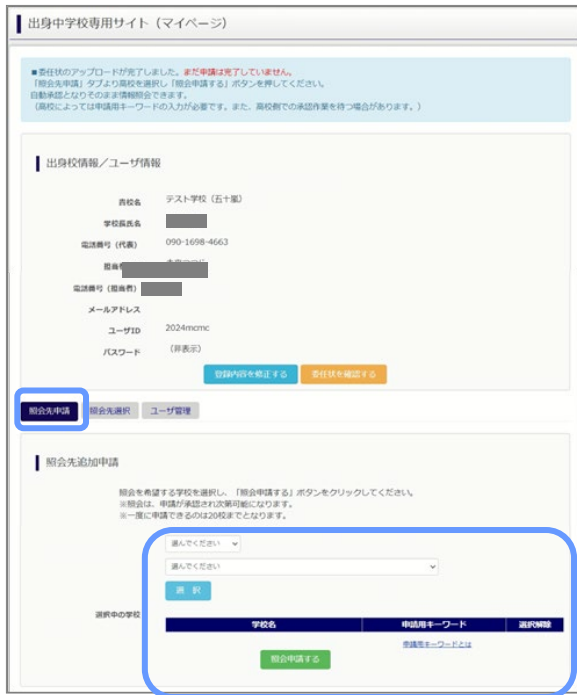 出身中学校専用サイト(マイページ)
■委任状のアップロードが完了しました。まだ申請は完了していません。
「照会先申請」タブより高校を選択し「照会申請する」ボタンを押してください。
自動承認となりそのまま情報照会できます。
(高校によっては申請用キーワードの入力が必要です。また、高校側での承認作業を待つ場合があります。)
出身校情報/ユーザ情報
貴校名 テスト学校(五十嵐)
学校長氏名
電話番号(代表) 090-1698-4663
担当者
電話番号(担当者)
メールアドレス
ユーザID 2024mcmc
パスワード (非表示)
登録内容を修正する 委任状を確認する
照会先申請 照会先選択 ユーザ管理
照会先追加申請
照会を希望する学校を選択し、「照会申請する」ボタンをクリックしてください。
※照会は、申請が承認され次第可能になります。
※一度に申請できるのは20校までとなります。
選んでください
選んでください
選 択
選択中の学校
学校名 申請用キーワード 選択解除
申請用キーワードとは
照会申請する